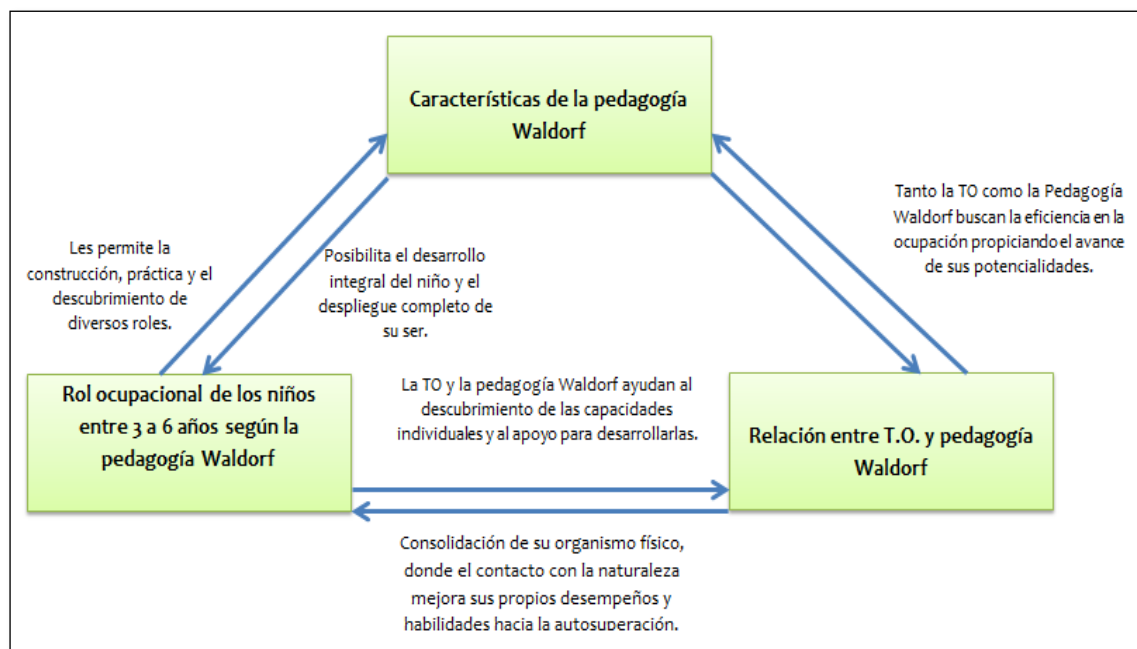 Características de la pedagogía
Waldorf
Tanto la TO como la Pedagogía
Waldorf buscan la eficiencia en la
ocupación propiciando el avance
de sus potencialidades.
Les permite la
construcción, práctica y el
descubrimiento de
diversos roles.
Posibilita el desarrollo
integral del niño y el
despliegue completo de
su ser.
Rol ocupacional de los niños
entre 3 a 6 años según la
pedagogía Waldorf
La TO y la pedagogía Waldorf ayudan al
descubrimiento de las capacidades
individuales y al apoyo para desarrollarlas.
Relación entre T.O. y pedagogía
Waldorf
Consolidación de su organismo físico,
donde el contacto con la naturaleza
mejora sus propios desempeños y
habilidades hacia la autosuperación.